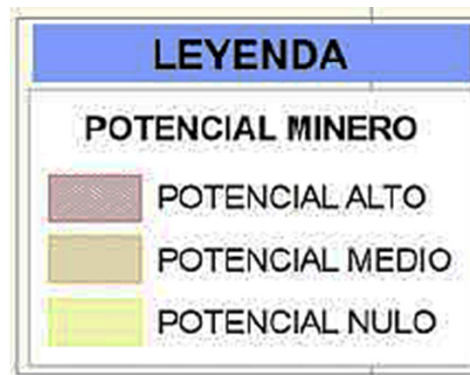 LEYENDA
POTENCIAL MINERO
POTENCIAL ALTO
POTENCIAL MEDIO
POTENCIAL NULO